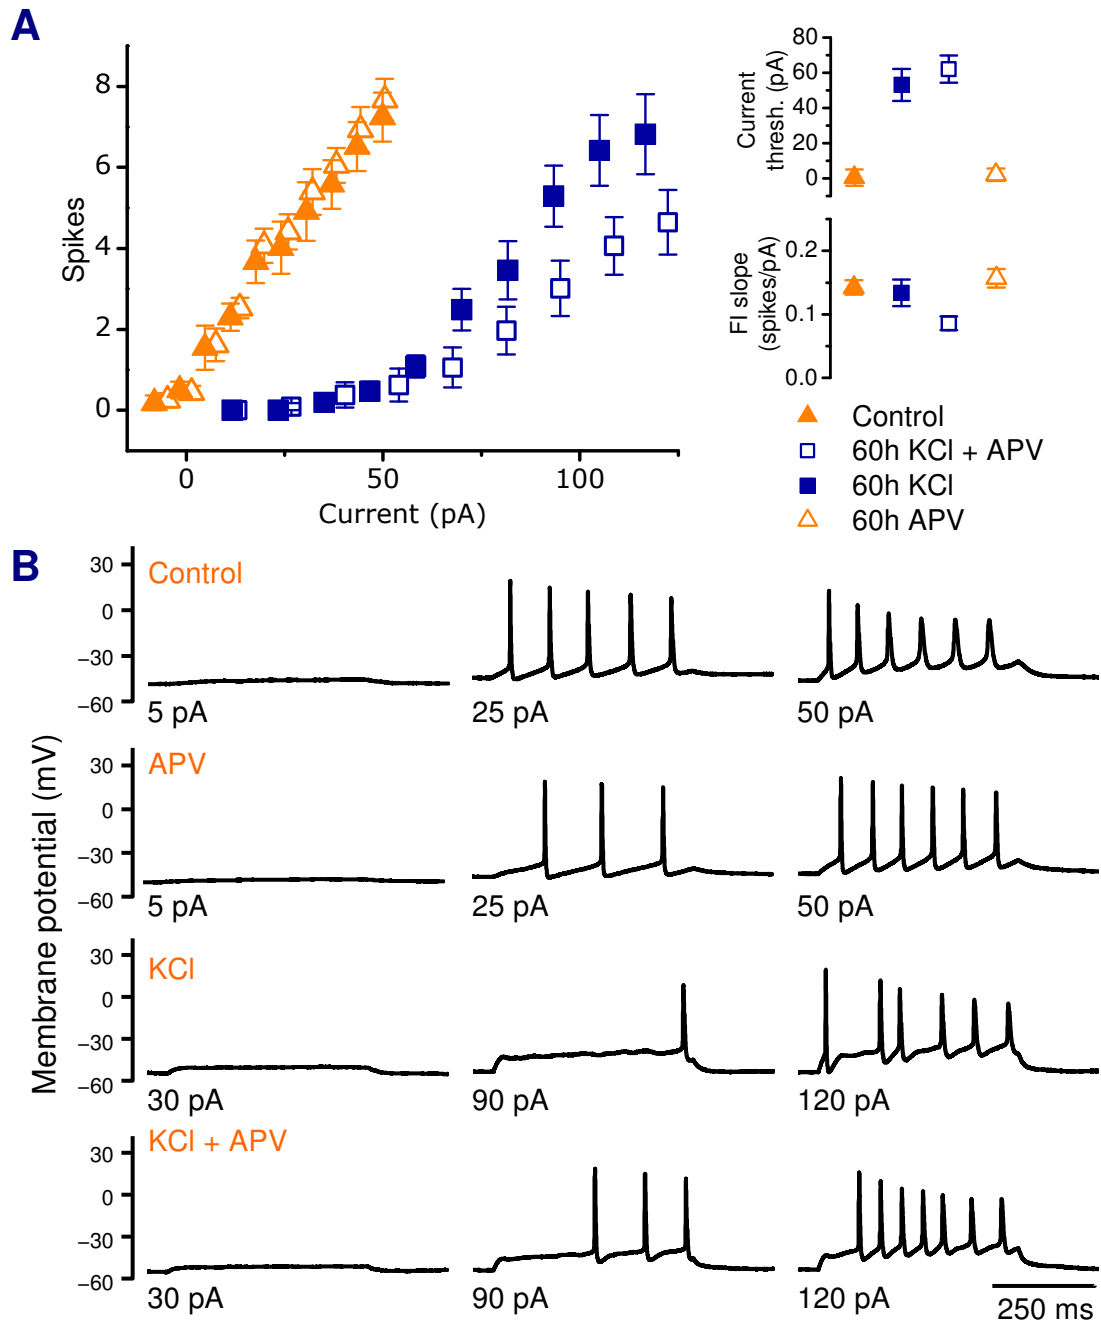 A
8
6
4
2
0
Spikes
0
50
100
Current (pA)
80
60
40
20
0
Current
thresh. (pA)
0.2
0.1
0.0
FI slope
(spikes/pA)
Control
60h KCl + APV
60h KCl
60h APV
B
Membrane potential (mV)
30
0
−30
−60
Control
5 pA
25 pA
50 pA
30
0
−30
−60
APV
5 pA
25 pA
50 pA
30
0
−30
−60
KCl
30 pA
90 pA
120 pA
30
0
−30
−60
KCl + APV
30 pA
90 pA
120 pA
250 ms